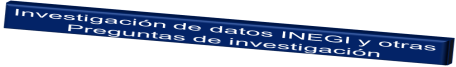 Investigación de datos INEGI y otras
Preguntas de investigación